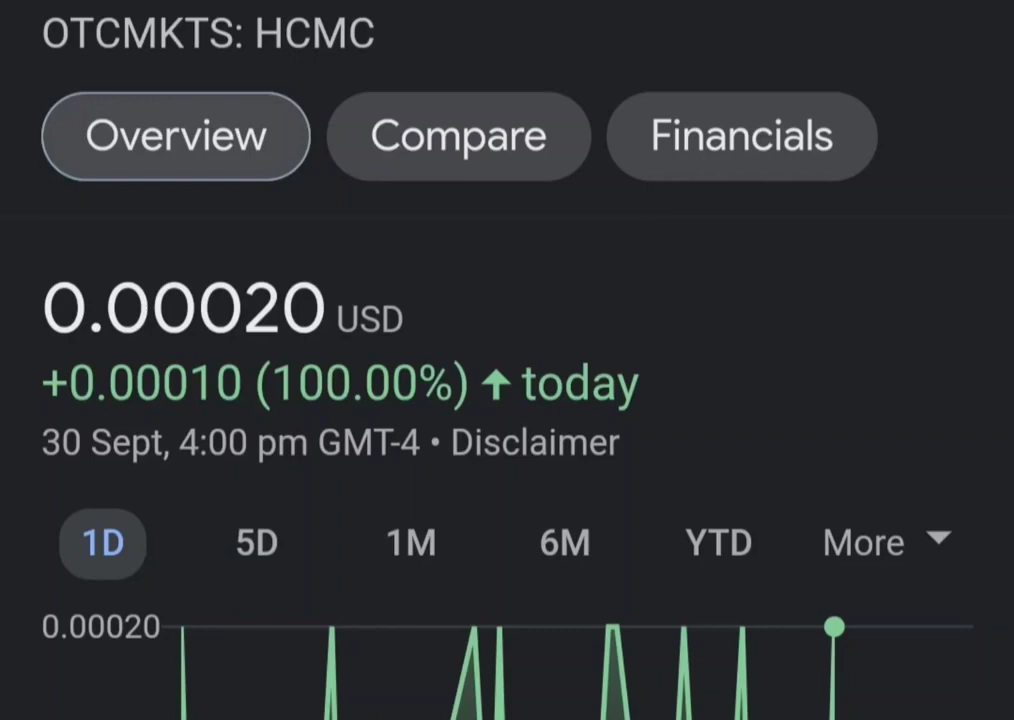 OTCMKTS: HCMC
Overview Compare Financials
0.00020 USD
+0.00010 (100.00%) ↑ today
30 Sept, 4:00 pm GMT-4 • Disclaimer
1D 5D 1M 6M YTD More
0.00020